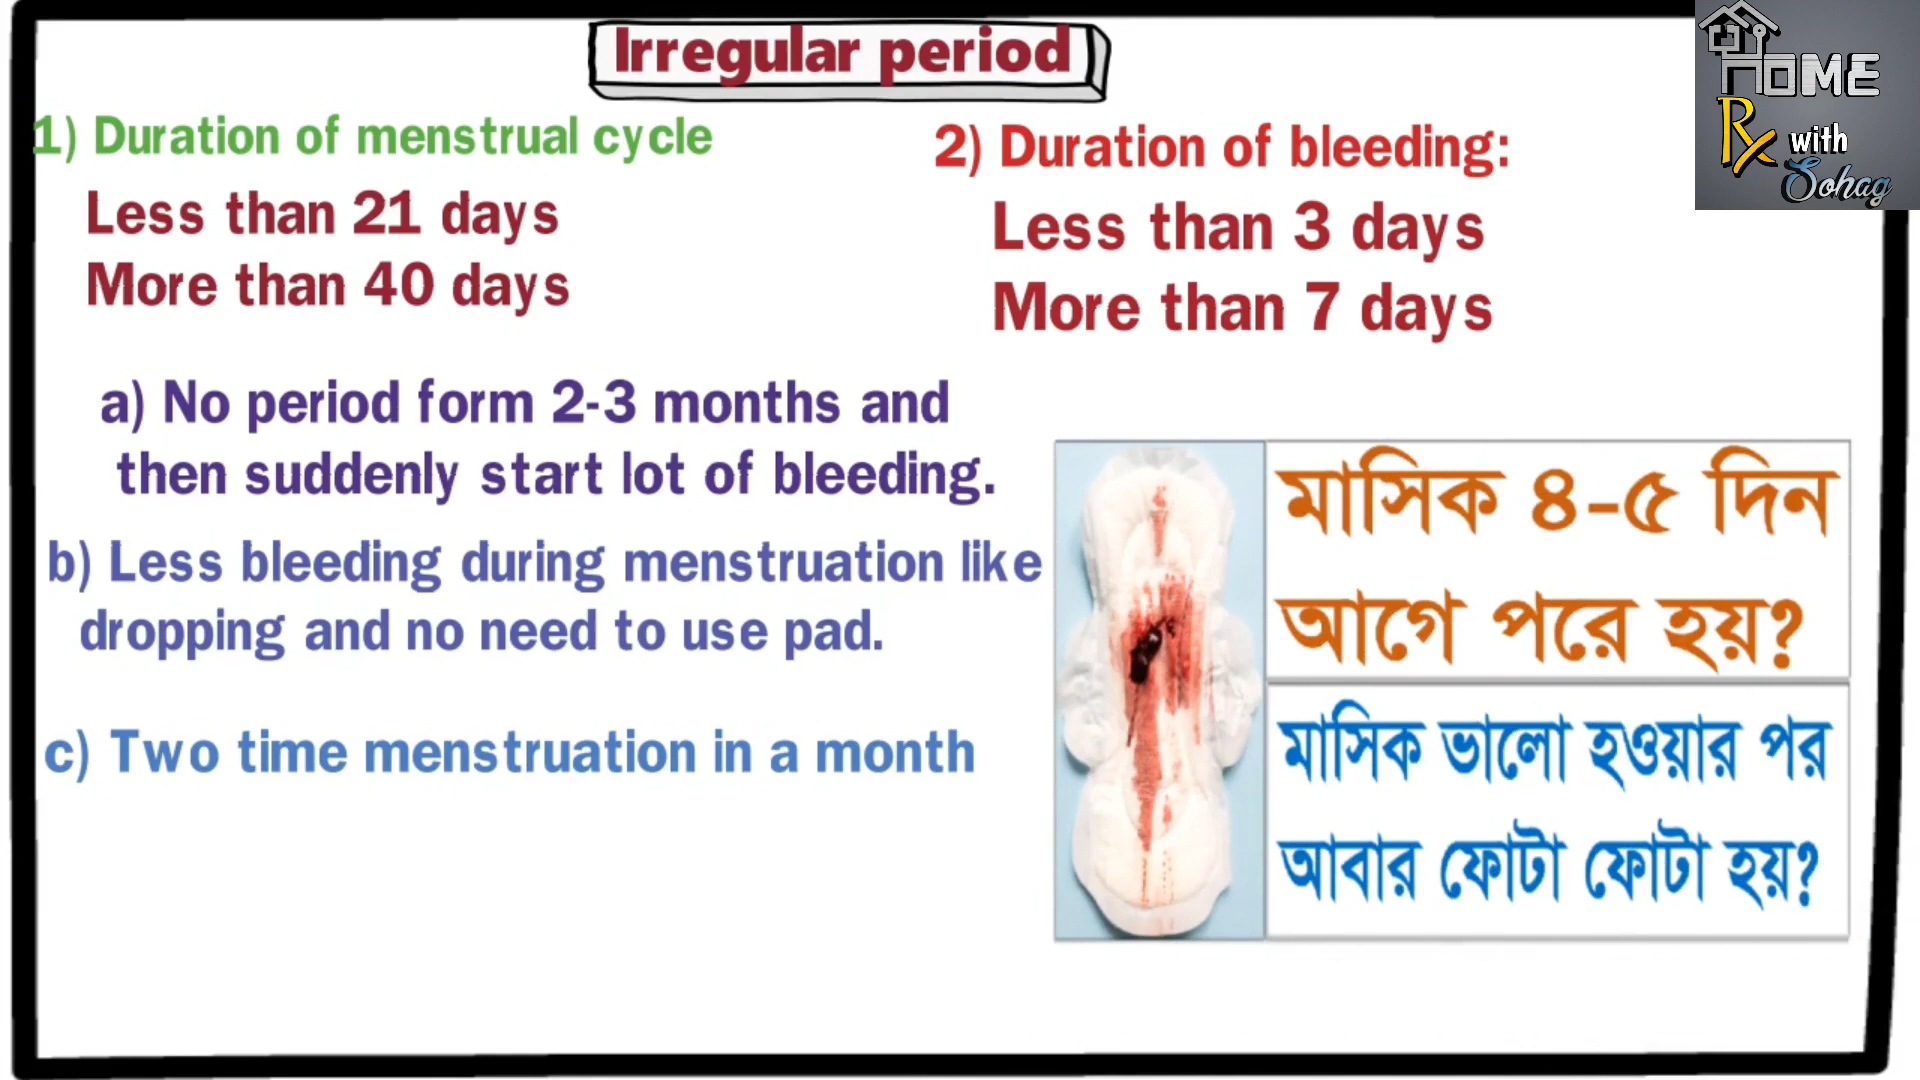 Irregular period
1) Duration of menstrual cycle
Less than 21 days
More than 40 days
2) Duration of bleeding:
Less than 3 days
More than 7 days
a) No period form 2-3 months and
then suddenly start lot of bleeding.
b) Less bleeding during menstruation like
dropping and no need to use pad.
c) Two time menstruation in a month
মাসিক ৪-৫ দিন
আগে পরে হয়?
মাসিক ভালো হওয়ার পর
আবার ফোটা ফোটা হয়?
HOME
Rx with
Sohag